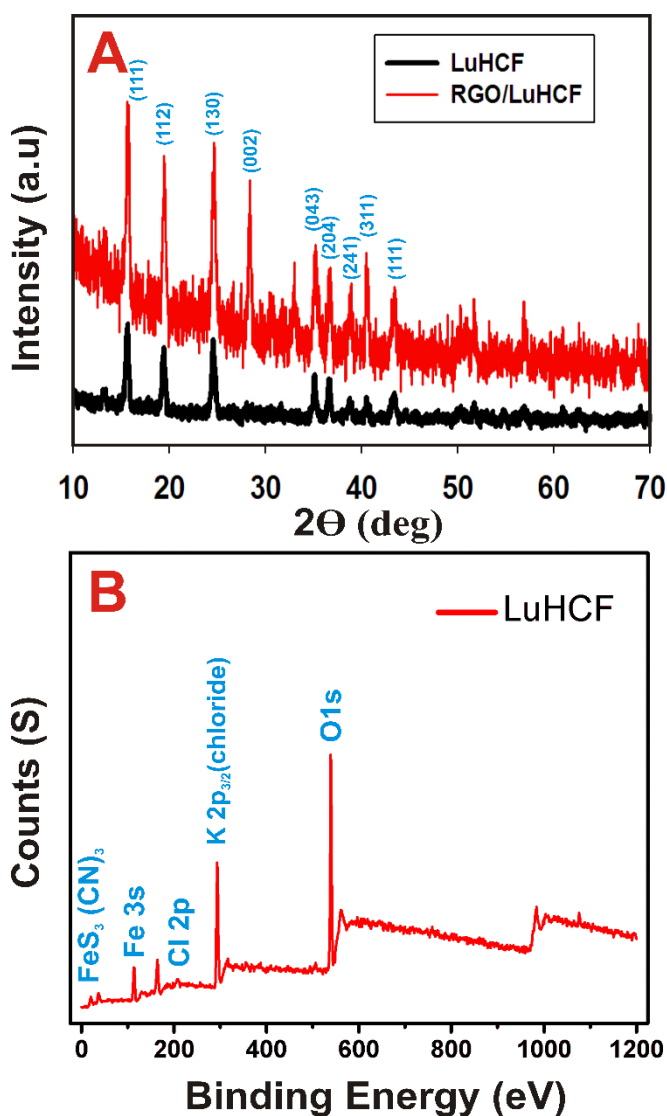 A
LuHCF
RGO/LuHCF
(111)
(112)
(130)
(002)
(043)
(204)
(241)
(311)
(111)
Intensity (a.u)
10 20 30 40 50 60 70
2Θ (deg)
B
LuHCF
FeS₃ (CN)₃
Fe 3s
Cl 2p
K 2p₃/₂(chloride)
O1s
Counts (S)
0 200 400 600 800 1000 1200
Binding Energy (eV)